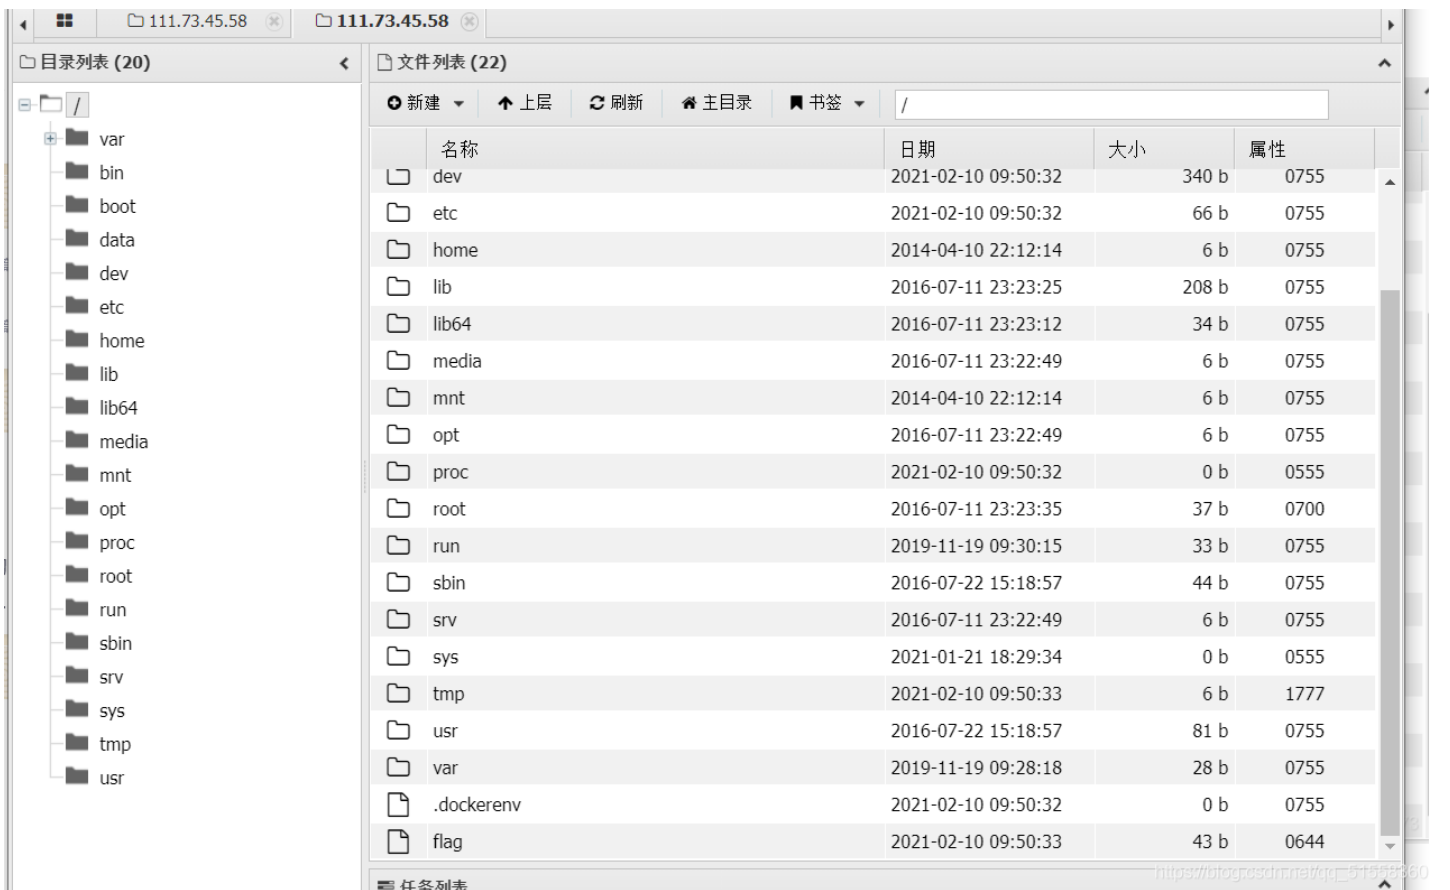 111.73.45.58
111.73.45.58
目录列表 (20)
/
var
bin
boot
data
dev
etc
home
lib
lib64
media
mnt
opt
proc
root
run
sbin
srv
sys
tmp
usr
文件列表 (22)
新建 上层 刷新 主目录 书签 /
名称 日期 大小 属性
dev 2021-02-10 09:50:32 340 b 0755
etc 2021-02-10 09:50:32 66 b 0755
home 2014-04-10 22:12:14 6 b 0755
lib 2016-07-11 23:23:25 208 b 0755
lib64 2016-07-11 23:23:12 34 b 0755
media 2016-07-11 23:22:49 6 b 0755
mnt 2014-04-10 22:12:14 6 b 0755
opt 2016-07-11 23:22:49 6 b 0755
proc 2021-02-10 09:50:32 0 b 0555
root 2016-07-11 23:23:35 37 b 0700
run 2019-11-19 09:30:15 33 b 0755
sbin 2016-07-22 15:18:57 44 b 0755
srv 2016-07-11 23:22:49 6 b 0755
sys 2021-01-21 18:29:34 0 b 0555
tmp 2021-02-10 09:50:33 6 b 1777
usr 2016-07-22 15:18:57 81 b 0755
var 2019-11-19 09:28:18 28 b 0755
.dockerenv 2021-02-10 09:50:32 0 b 0755
flag 2021-02-10 09:50:33 43 b 0644
任务列表
https://blog.csdn.net/qq_51558360